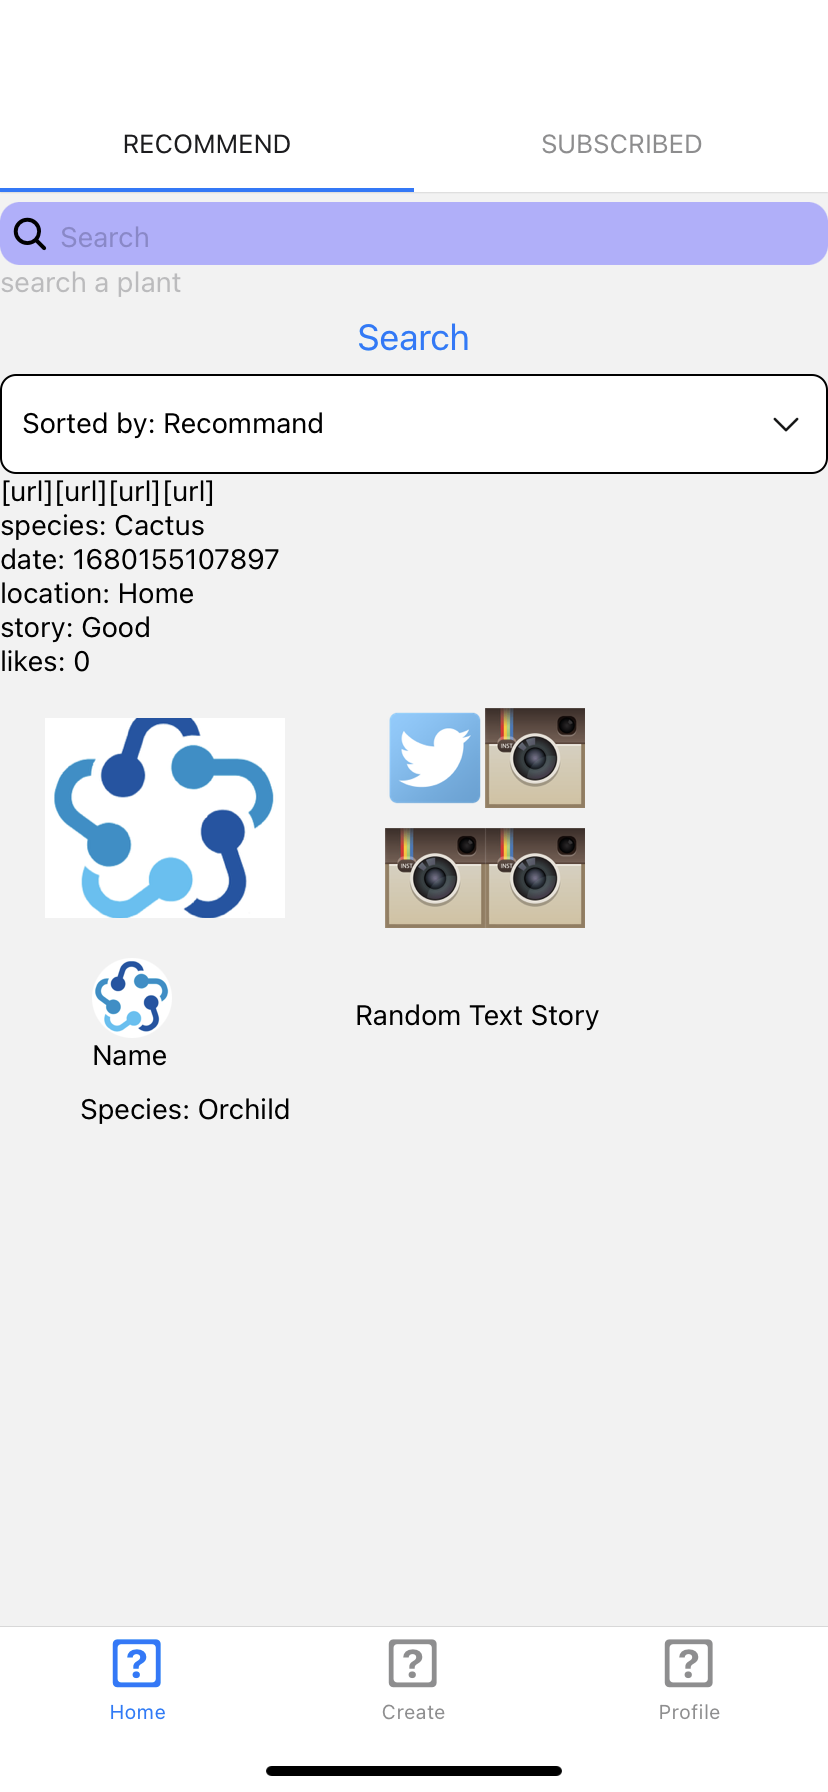 RECOMMEND SUBSCRIBED
Search
search a plant
Search
Sorted by: Recommand
[url][url][url][url]
species: Cactus
date: 1680155107897
location: Home
story: Good
likes: 0
INST
INST INST
Random Text Story
Name
Species: Orchild
? ? ?
Home Create Profile